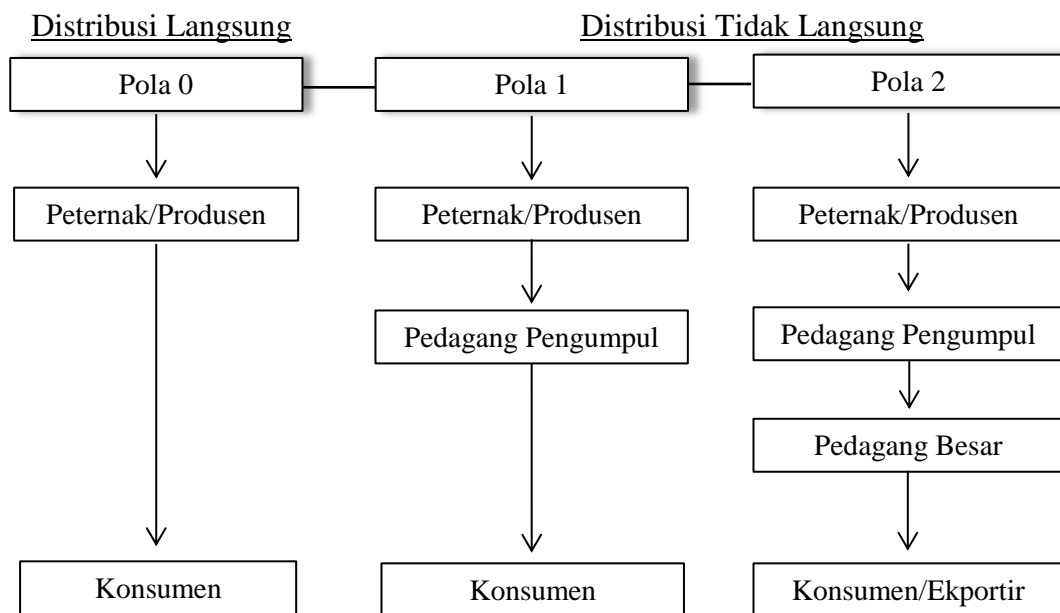 Distribusi Langsung
Distribusi Tidak Langsung
Pola 0
Pola 1
Pola 2
Peternak/Produsen
Peternak/Produsen
Peternak/Produsen
Pedagang Pengumpul
Pedagang Pengumpul
Pedagang Besar
Konsumen
Konsumen
Konsumen/Ekportir